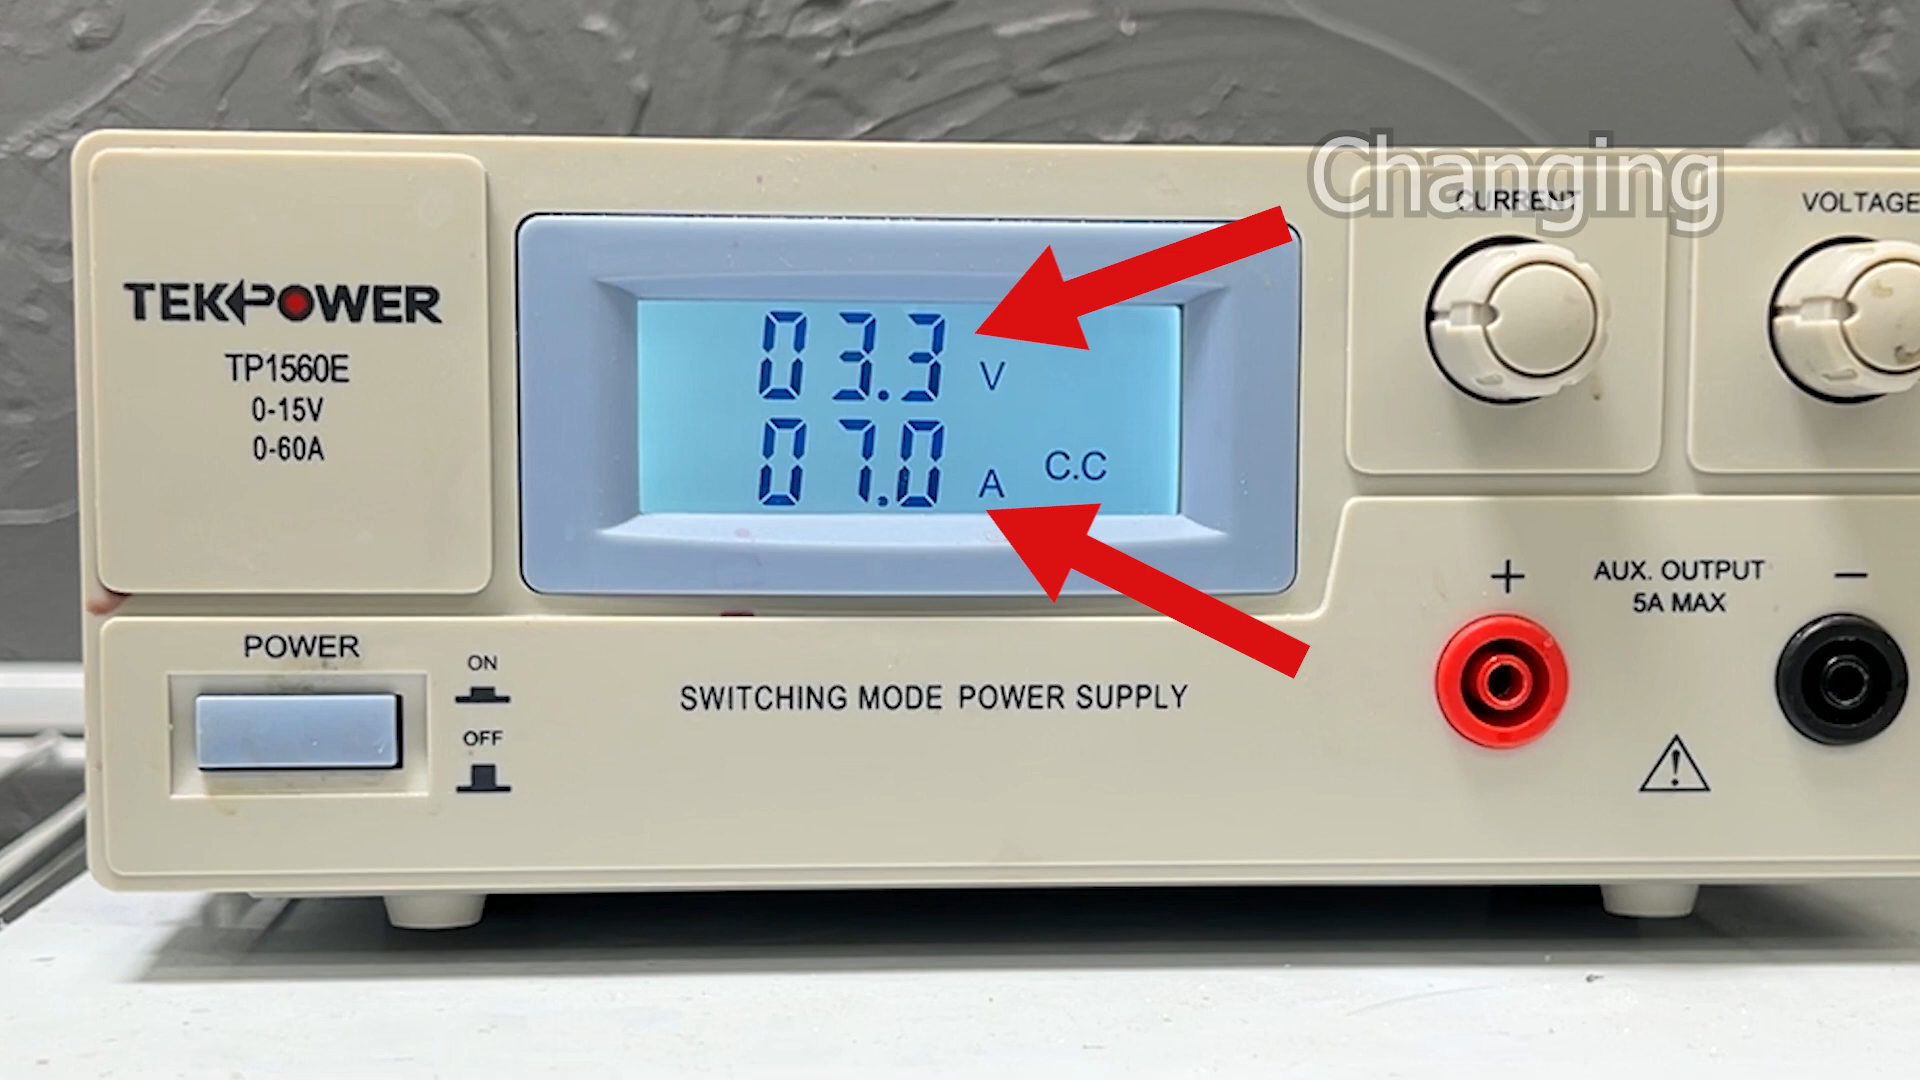 Changing
CURRENT
VOLTAGE
TEKPOWER
TP1560E
0-15V
0-60A
03.3 V
07.0 A C.C
+ AUX. OUTPUT −
5A MAX
POWER
ON
OFF
SWITCHING MODE POWER SUPPLY